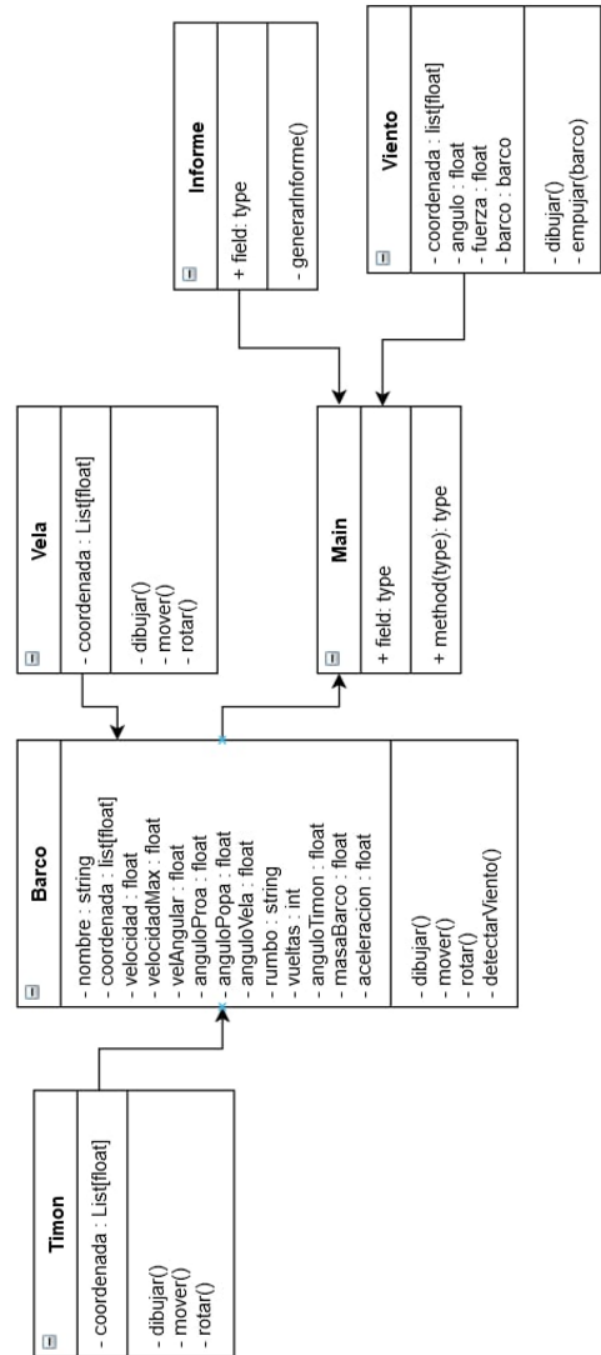 Timon
- coordenada : List[float]
- dibujar()
- mover()
- rotar()
Barco
- nombre : string
- coordenada : list[float]
- velocidad : float
- velocidadMax : float
- velAngular : float
- anguloProa : float
- anguloPopa : float
- anguloVela : float
- rumbo : string
- vueltas : int
- anguloTimon : float
- masaBarco : float
- aceleracion : float
- dibujar()
- mover()
- rotar()
- detectarViento()
Vela
- coordenada : List[float]
- dibujar()
- mover()
- rotar()
Main
+ field: type
+ method(type): type
Informe
+ field: type
- generarInforme()
Viento
- coordenada : list[float]
- angulo : float
- fuerza : float
- barco : barco
- dibujar()
- empujar(barco)